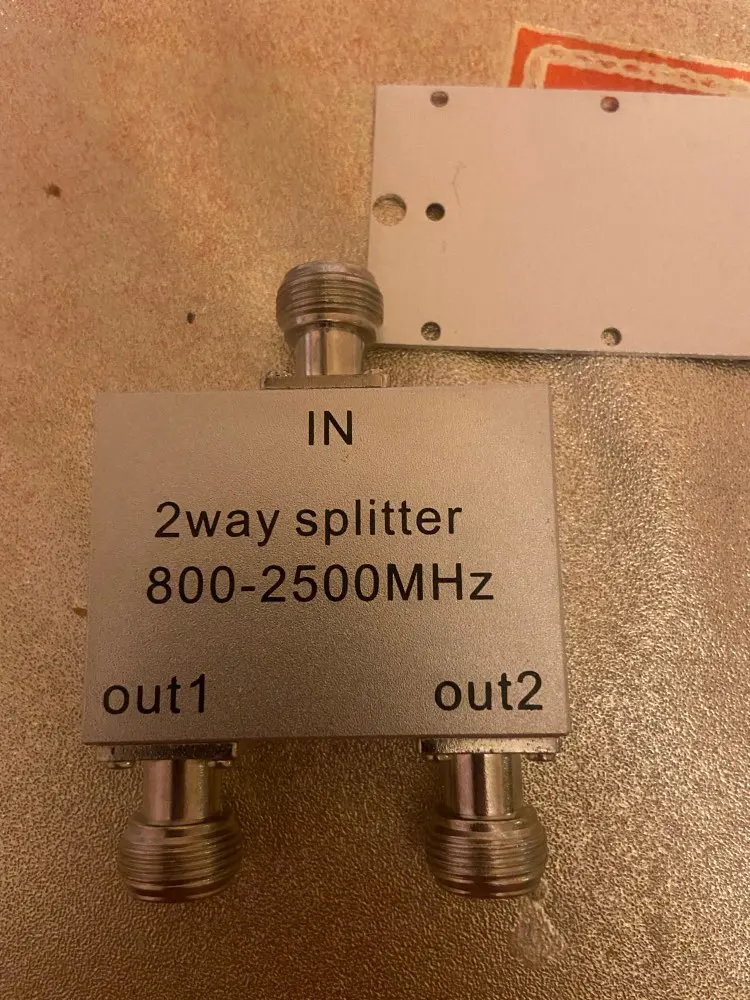 IN
2way splitter
800-2500MHz
out1 out2